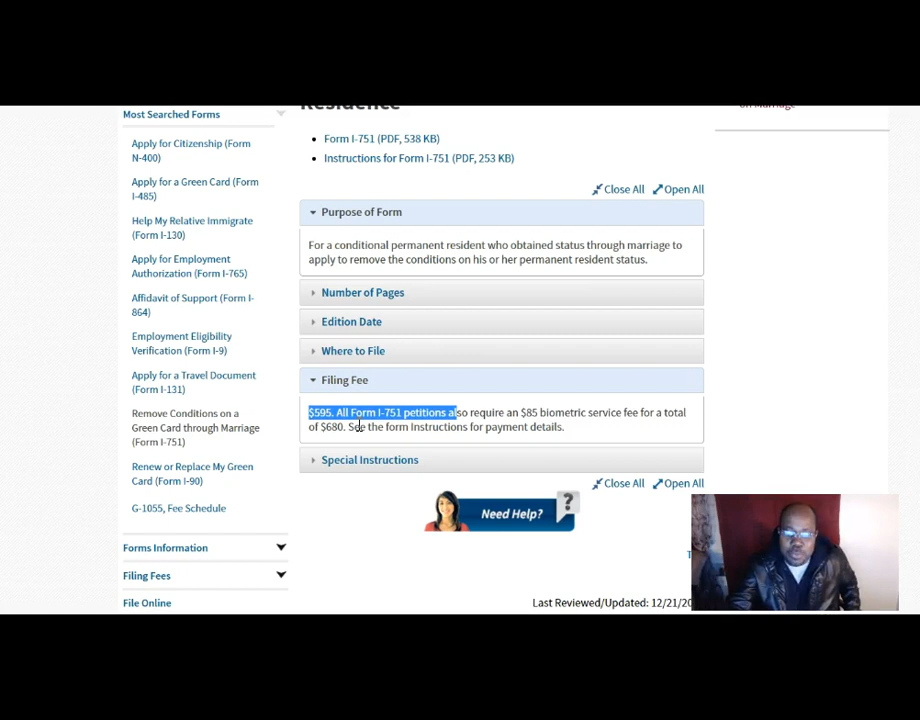 Most Searched Forms
Apply for Citizenship (Form
N-400)
Apply for a Green Card (Form
I-485)
Help My Relative Immigrate
(Form I-130)
Apply for Employment
Authorization (Form I-765)
Affidavit of Support (Form I-
864)
Employment Eligibility
Verification (Form I-9)
Apply for a Travel Document
(Form I-131)
Remove Conditions on a
Green Card through Marriage
(Form I-751)
Renew or Replace My Green
Card (Form I-90)
G-1055, Fee Schedule
Forms Information
Filing Fees
File Online
Residence
Form I-751 (PDF, 538 KB)
Instructions for Form I-751 (PDF, 253 KB)
Close All Open All
Purpose of Form
For a conditional permanent resident who obtained status through marriage to
apply to remove the conditions on his or her permanent resident status.
Number of Pages
Edition Date
Where to File
Filing Fee
$595. All Form I-751 petitions also require an $85 biometric service fee for a total
of $680. See the form Instructions for payment details.
Special Instructions
Close All Open All
Need Help? ?
Last Reviewed/Updated: 12/21/20
on Marriage